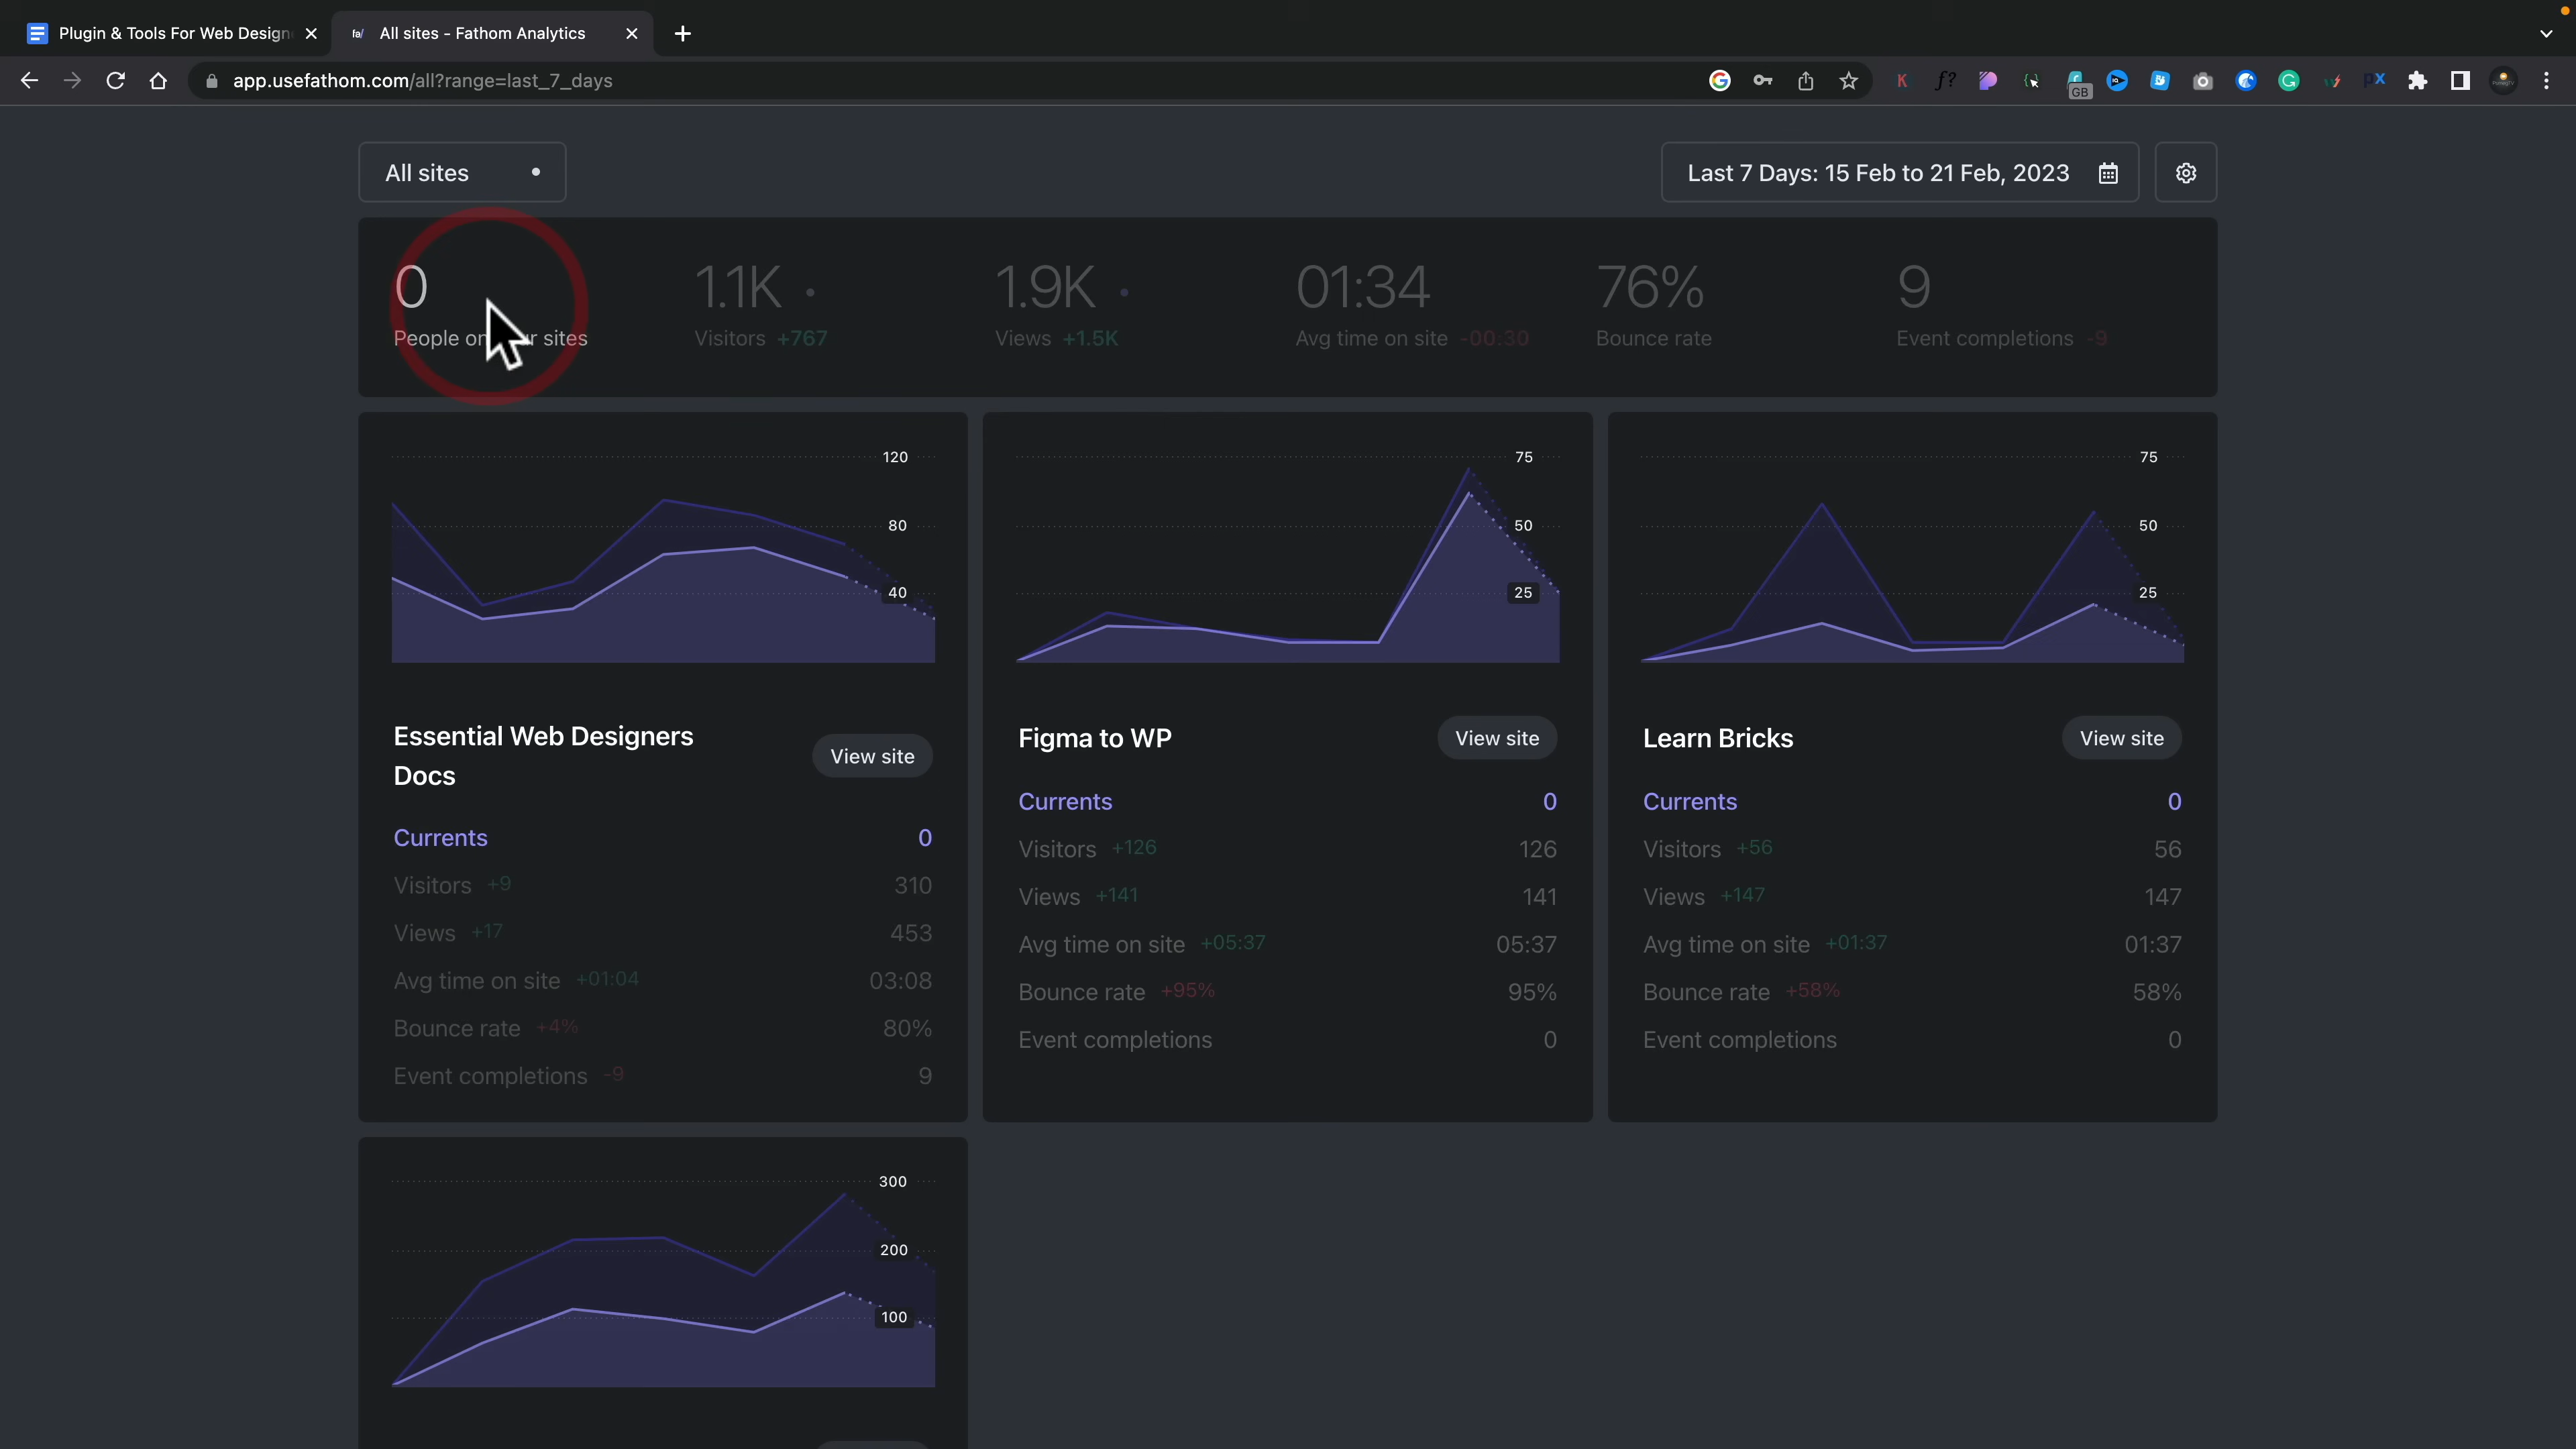 Plugin & Tools For Web Design
fa/ All sites - Fathom Analytics
app.usefathom.com/all?range=last_7_days
GB
All sites
Last 7 Days: 15 Feb to 21 Feb, 2023
0
People on sites
1.1K
Visitors +767
1.9K
Views +1.5K
01:34
Avg time on site -00:30
76%
Bounce rate
9
Event completions -9
120
80
40
Essential Web Designers
Docs
View site
Currents 0
Visitors +9 310
Views +17 453
Avg time on site +01:04 03:08
Bounce rate +4% 80%
Event completions -9 9
75
50
25
Figma to WP
View site
Currents 0
Visitors +126 126
Views +141 141
Avg time on site +05:37 05:37
Bounce rate +95% 95%
Event completions 0
75
50
25
Learn Bricks
View site
Currents 0
Visitors +56 56
Views +147 147
Avg time on site +01:37 01:37
Bounce rate +58% 58%
Event completions 0
300
200
100